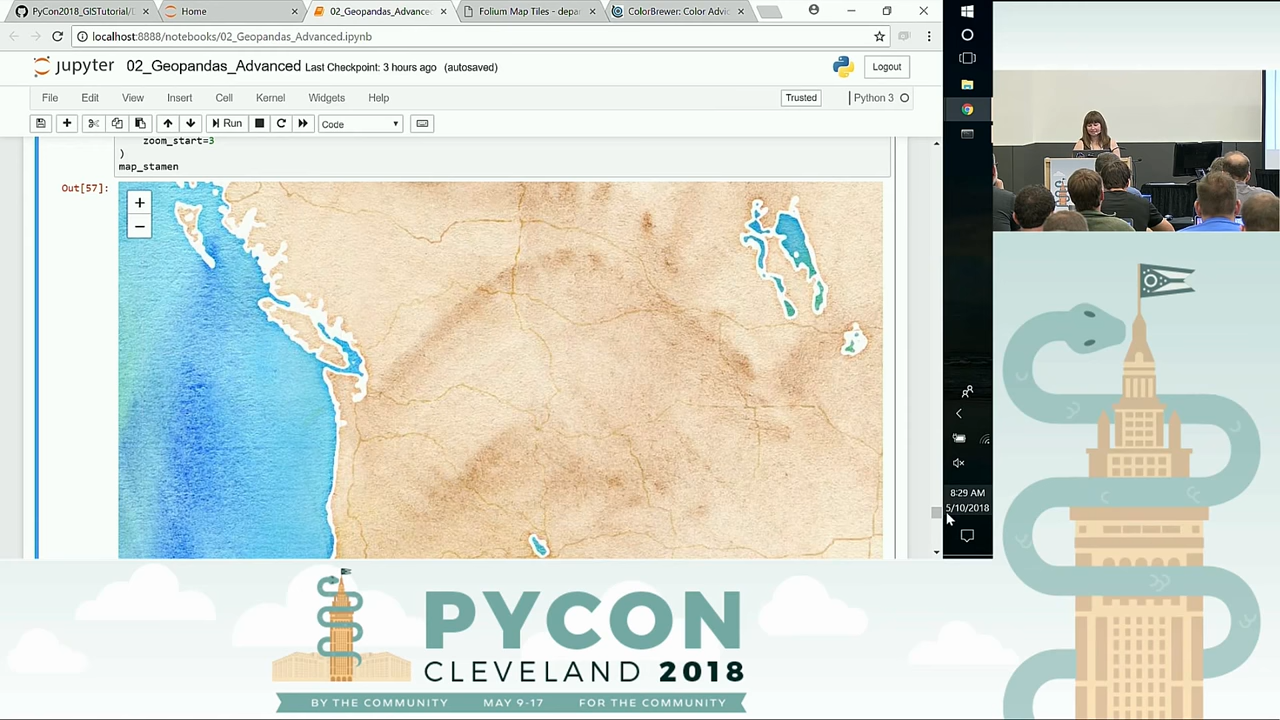 PyCon2018_GISTutorial/D
Home
02_Geopandas_Advanced
Folium Map Tiles - depa
ColorBrewer: Color Advic
localhost:8888/notebooks/02_Geopandas_Advanced.ipynb
jupyter 02_Geopandas_Advanced Last Checkpoint: 3 hours ago (autosaved)
Logout
File Edit View Insert Cell Kernel Widgets Help
Trusted
Python 3
Run
Code
zoom_start=3
)
map_stamen
Out[57]:
+
−
8:29 AM
5/10/2018
PYCON
CLEVELAND 2018
BY THE COMMUNITY MAY 9-17 FOR THE COMMUNITY